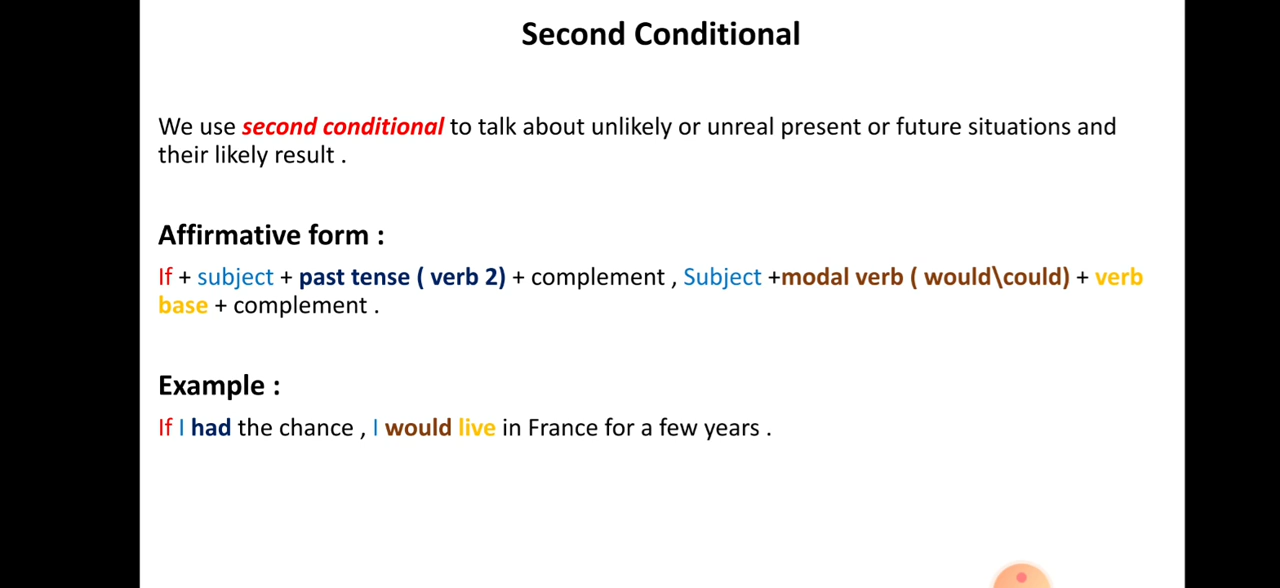 Second Conditional
We use second conditional to talk about unlikely or unreal present or future situations and
their likely result .
Affirmative form :
If + subject + past tense ( verb 2) + complement , Subject +modal verb ( would\could) + verb
base + complement .
Example :
If I had the chance , I would live in France for a few years .